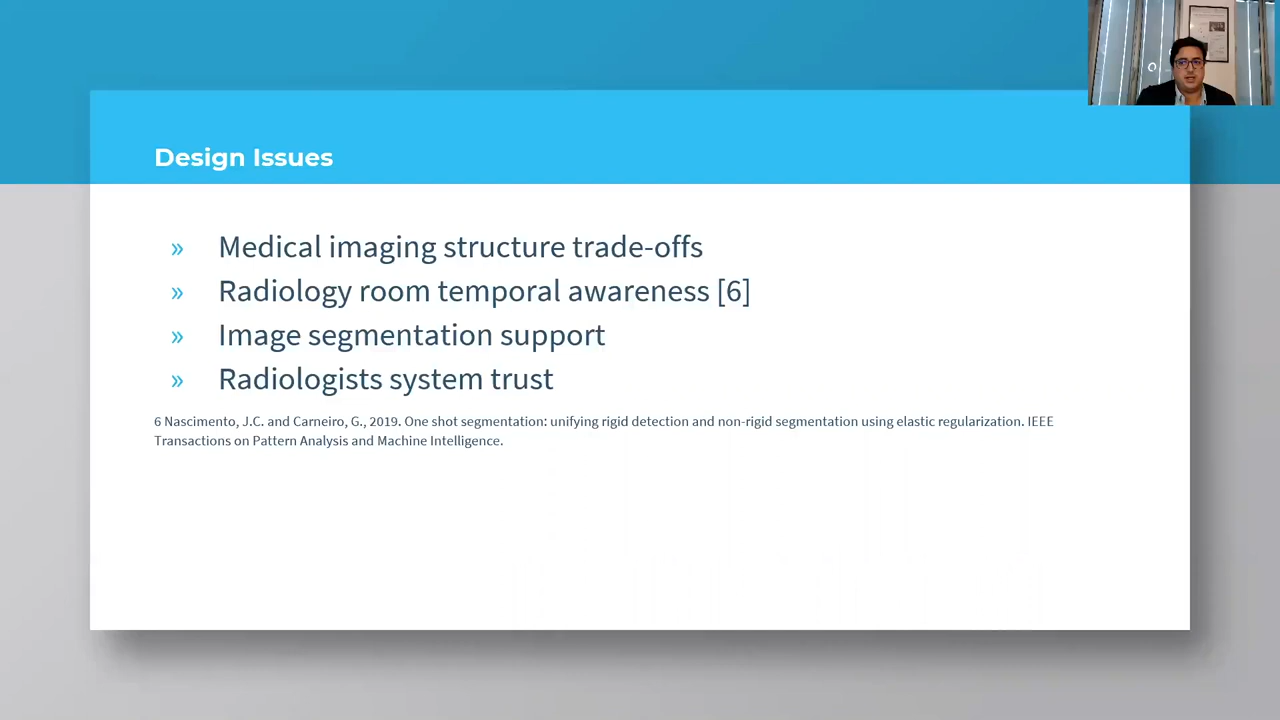 Design Issues
» Medical imaging structure trade-offs
» Radiology room temporal awareness [6]
» Image segmentation support
» Radiologists system trust
6 Nascimento, J.C. and Carneiro, G., 2019. One shot segmentation: unifying rigid detection and non-rigid segmentation using elastic regularization. IEEE
Transactions on Pattern Analysis and Machine Intelligence.